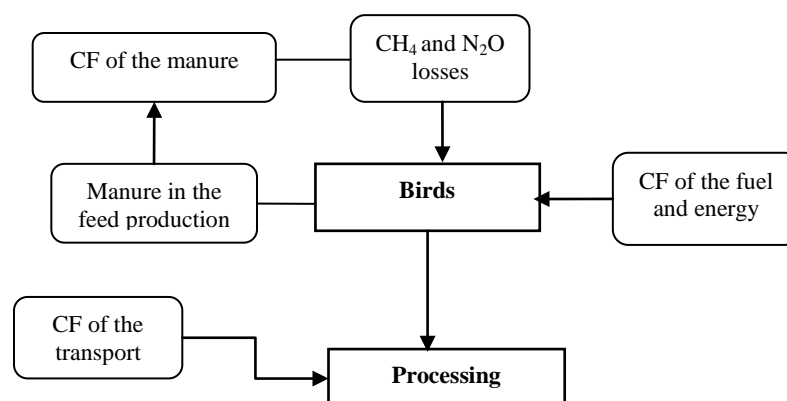 CF of the manure
CH₄ and N₂O
losses
Manure in the
feed production
Birds
CF of the fuel
and energy
CF of the
transport
Processing